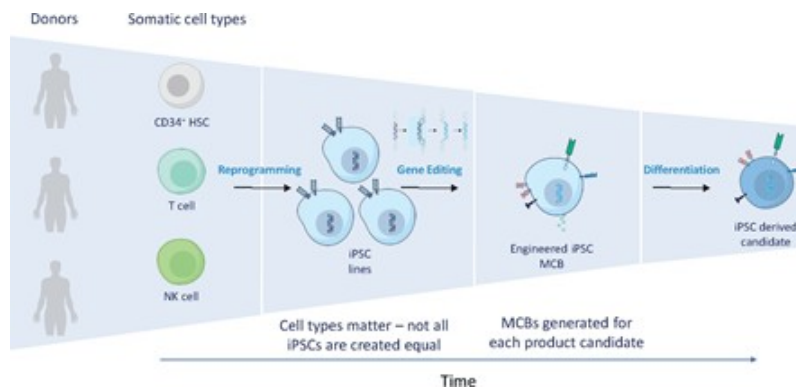 Donors
Somatic cell types
CD34+ HSC
T cell
NK cell
Reprogramming
iPSC
lines
Gene Editing
Engineered iPSC
MCB
Differentiation
iPSC derived
candidate
Cell types matter – not all
iPSCs are created equal
MCBs generated for
each product candidate
Time